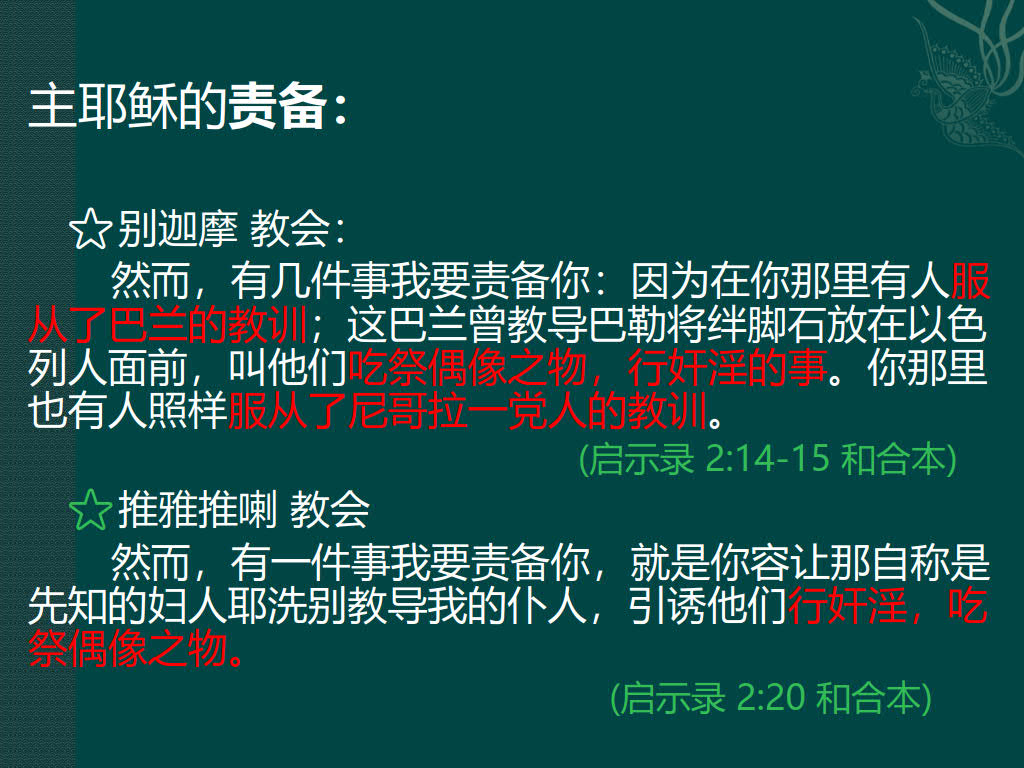 主耶稣的责备：
☆别迦摩 教会：
然而，有几件事我要责备你：因为在你那里有人服
从了巴兰的教训；这巴兰曾教导巴勒将绊脚石放在以色
列人面前，叫他们吃祭偶像之物，行奸淫的事。你那里
也有人照样服从了尼哥拉一党人的教训。
(启示录 2:14-15 和合本)
☆推雅推喇 教会
然而，有一件事我要责备你，就是你容让那自称是
先知的妇人耶洗别教导我的仆人，引诱他们行奸淫，吃
祭偶像之物。
(启示录 2:20 和合本)